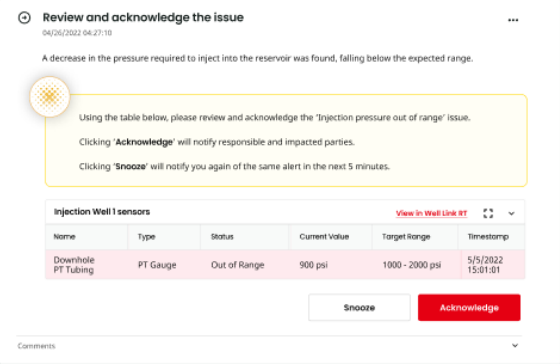 Review and acknowledge the issue
...
04/26/2022 04:27:10
A decrease in the pressure required to inject into the reservoir was found, falling below the expected range.
Using the table below, please review and acknowledge the 'Injection pressure out of range' issue.
Clicking 'Acknowledge' will notify responsible and impacted parties.
Clicking 'Snooze' will notify you again of the same alert in the next 5 minutes.
Injection Well 1 sensors View in Well Link RT
Name Type Status Current Value Target Range Timestamp
Downhole PT Gauge Out of Range 900 psi 1000 - 2000 psi 5/5/2022
PT Tubing 15:01:01
Snooze Acknowledge
Comments